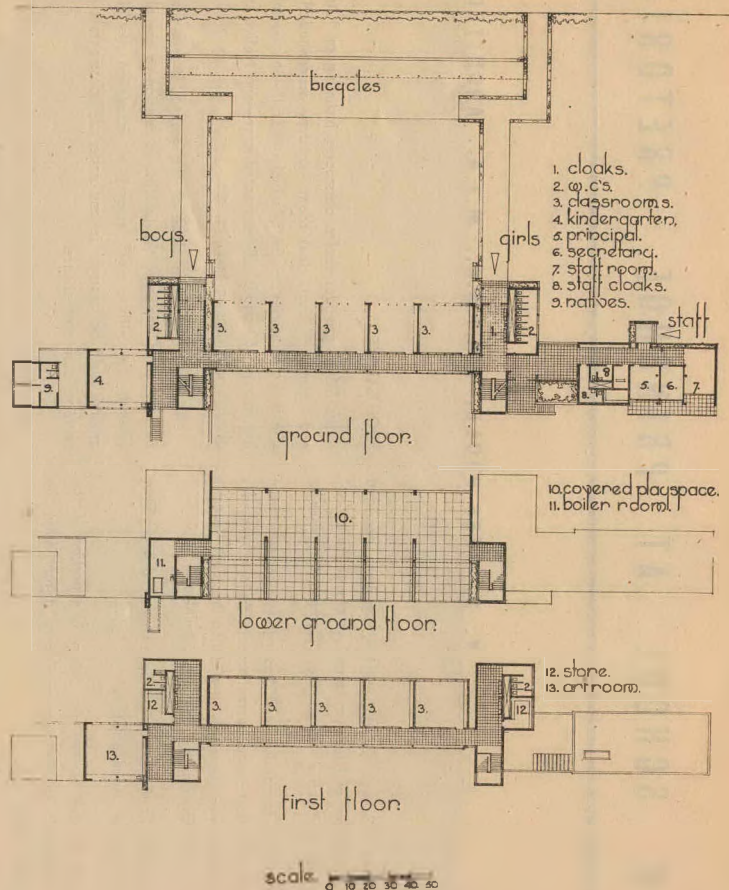 bicycles
1. cloaks.
2. w.c's.
3. classrooms.
4. kindergarten,
5. principal.
6. secretary.
7. staff room.
8. staff cloaks.
9. natives.
boys.
girls
staff
2. 3. 3. 3. 3. 3. 1. 2.
9. 4. 8 8. 5. 6. 7.
ground floor.
10. covered playspace.
11. boiler room.
10.
11.
lower ground floor.
12. store.
13. art room.
2. 12 3. 3. 3. 3. 3. 2 12
13.
first floor.
scale
0 10 20 30 40 50